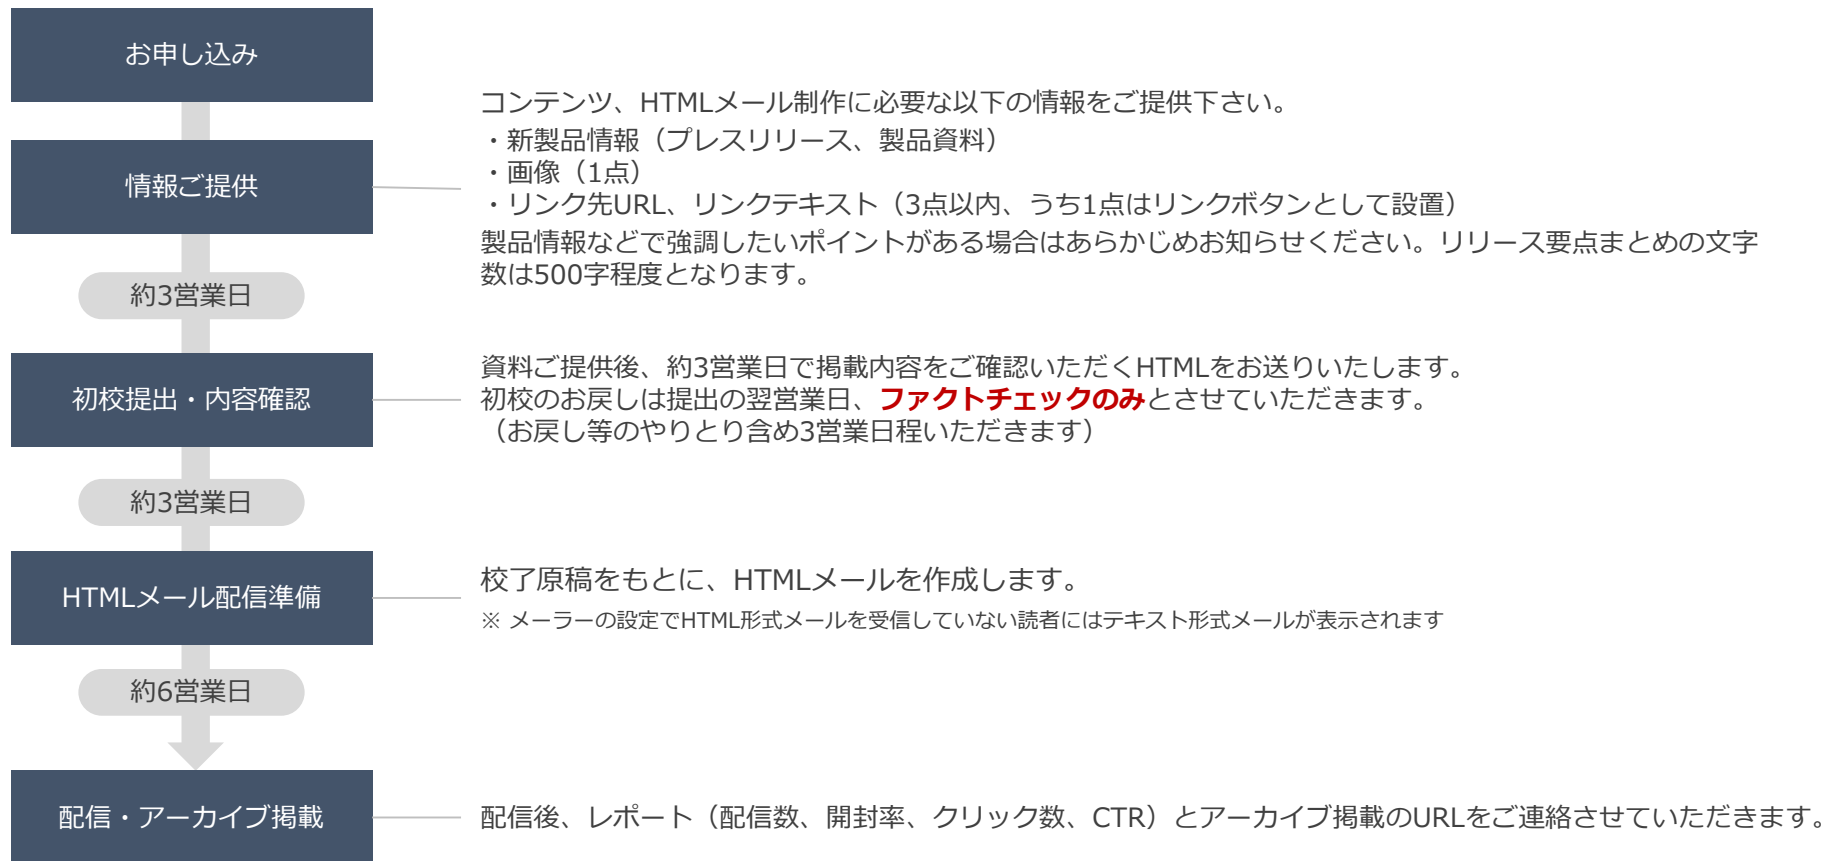 お申し込み
情報ご提供
コンテンツ、HTMLメール制作に必要な以下の情報をご提供下さい。
・新製品情報（プレスリリース、製品資料）
・画像（1点）
・リンク先URL、リンクテキスト（3点以内、うち1点はリンクボタンとして設置）
製品情報などで強調したいポイントがある場合はあらかじめお知らせください。リリース要点まとめの文字
数は500字程度となります。
約3営業日
初校提出・内容確認
資料ご提供後、約3営業日で掲載内容をご確認いただくHTMLをお送りいたします。
初校のお戻しは提出の翌営業日、ファクトチェックのみとさせていただきます。
（お戻し等のやりとり含め3営業日程いただきます）
約3営業日
HTMLメール配信準備
校了原稿をもとに、HTMLメールを作成します。
※ メーラーの設定でHTML形式メールを受信していない読者にはテキスト形式メールが表示されます
約6営業日
配信・アーカイブ掲載
配信後、レポート（配信数、開封率、クリック数、CTR）とアーカイブ掲載のURLをご連絡させていただきます。